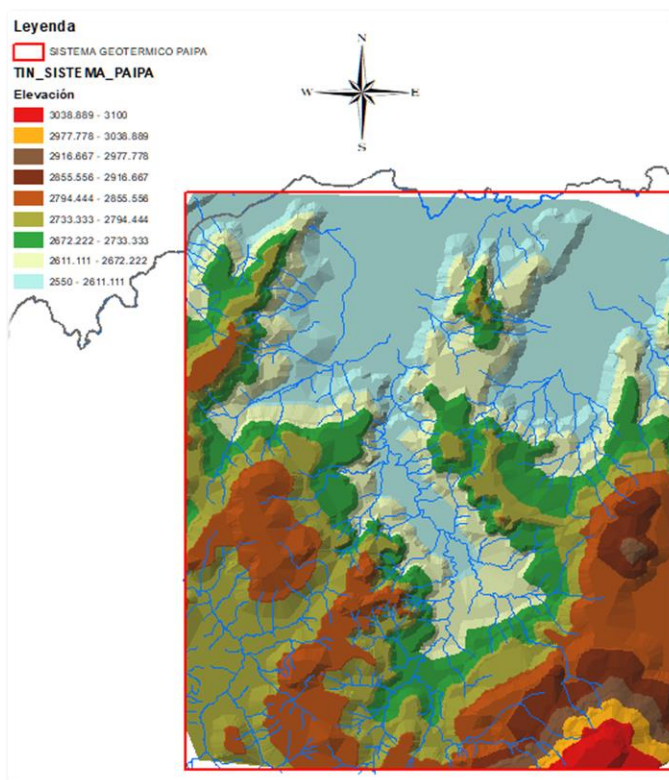 Leyenda
SISTEMA GEOTERMICO PAIPA
TIN_SISTEMA_PAIPA
Elevación
3038.889 - 3100
2977.778 - 3038.889
2916.667 - 2977.778
2855.556 - 2916.667
2794.444 - 2855.556
2733.333 - 2794.444
2672.222 - 2733.333
2611.111 - 2672.222
2550 - 2611.111
N
W E
S